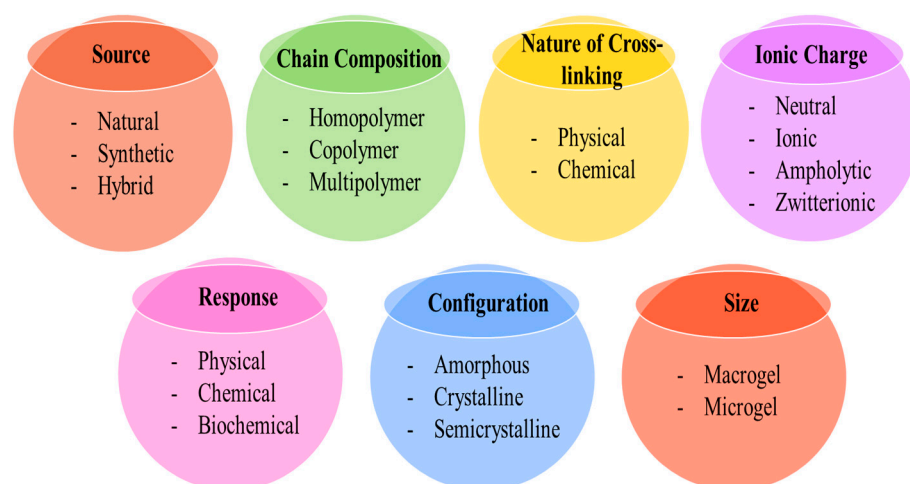 Source
- Natural
- Synthetic
- Hybrid
Chain Composition
- Homopolymer
- Copolymer
- Multipolymer
Nature of Cross-
linking
- Physical
- Chemical
Ionic Charge
- Neutral
- Ionic
- Ampholytic
- Zwitterionic
Response
- Physical
- Chemical
- Biochemical
Configuration
- Amorphous
- Crystalline
- Semicrystalline
Size
- Macrogel
- Microgel